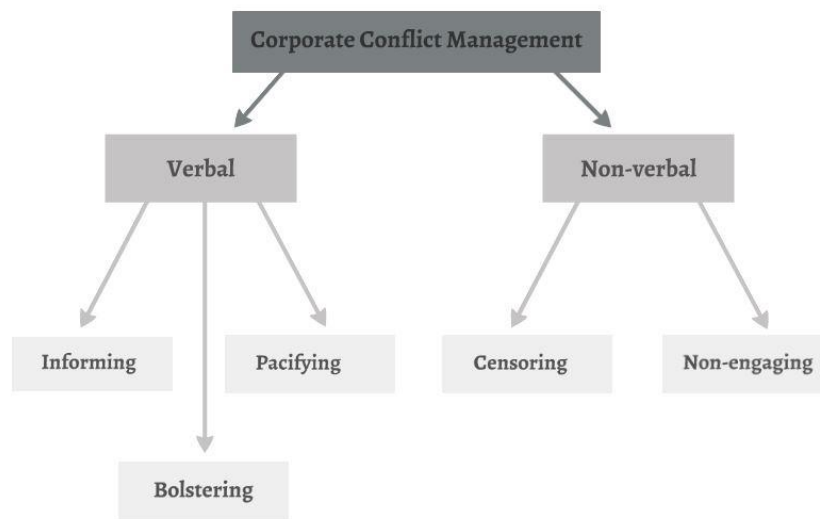 Corporate Conflict Management
Verbal
Non-verbal
Informing
Pacifying
Censoring
Non-engaging
Bolstering